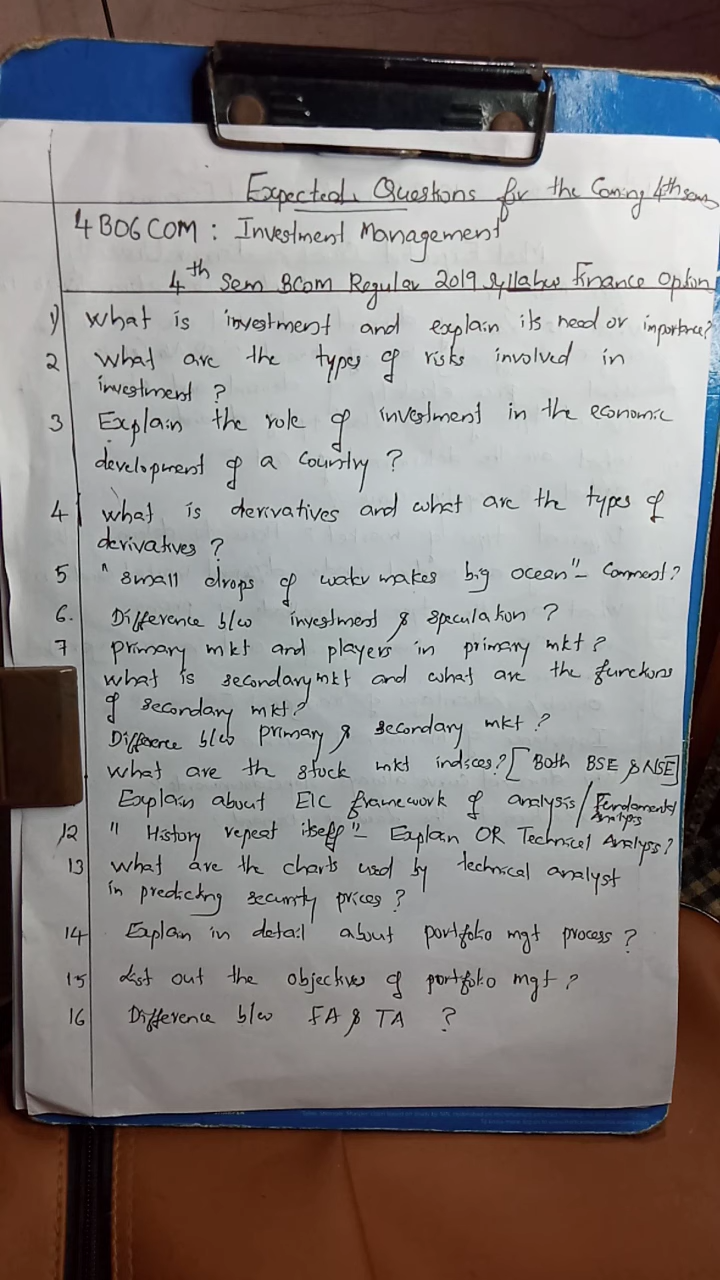 Expected Questions for the Coming 4th sem
4 B06 COM : Investment Management
4th Sem BCom Regular 2019 Syllabus Finance Option
1) What is investment and explain its need or importance?
2 What are the types of risks involved in
investment ?
3 Explain the role of investment in the economic
development of a country ?
4 what is derivatives and what are the types of
derivatives ?
5 "small drops of water makes big ocean" - Comment?
6. Difference b/w investment & speculation ?
7 primary mkt and players in primary mkt ?
what is secondary mkt and what are the functions
of secondary mkt?
Difference b/w primary & secondary mkt ?
what are the stock mkt indices? [Both BSE & NSE]
Explain about EIC framework of analysis / Fundamental
Analysis
12 " History repeat itself" - Explain OR Technical Analysis?
13 what are the charts used by technical analyst
in predicting security prices ?
14 Explain in detail about portfolio mgt process ?
15 List out the objectives of portfolio mgt ?
16 Difference b/w FA & TA ?